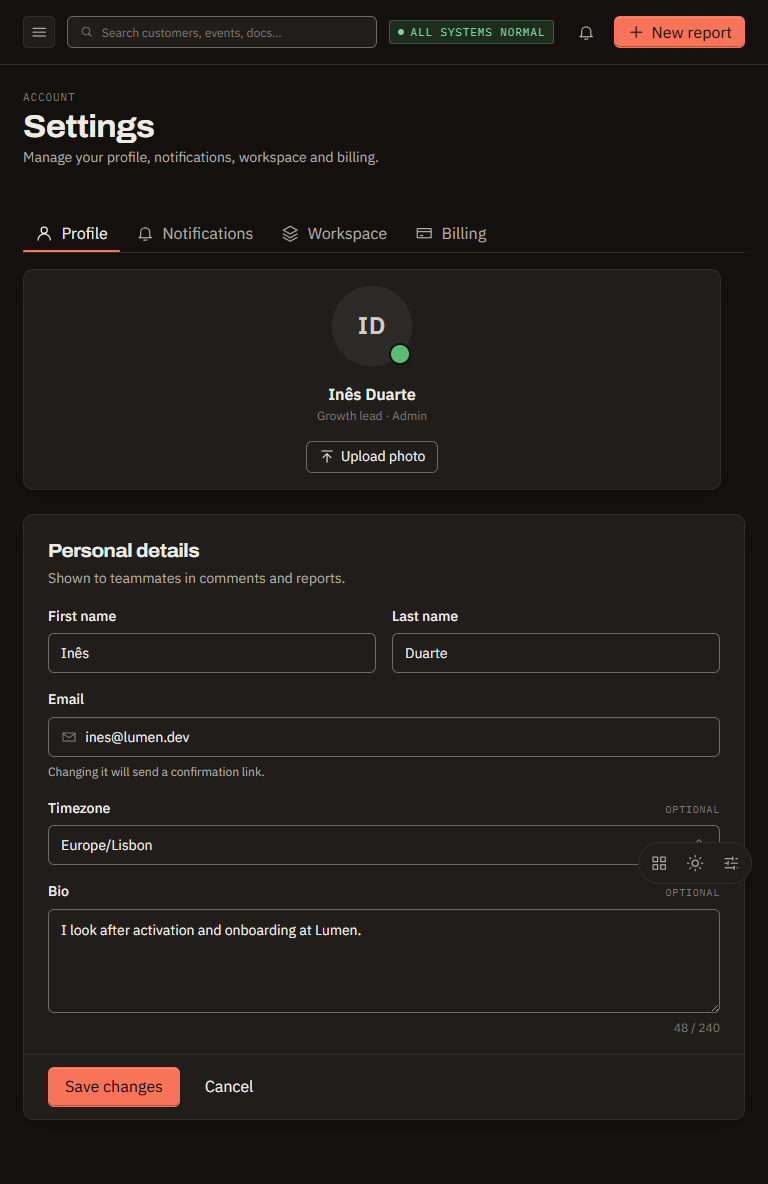 Search customers, events, docs...
ALL SYSTEMS NORMAL
New report
ACCOUNT
Settings
Manage your profile, notifications, workspace and billing.
Profile
Notifications
Workspace
Billing
ID
Inês Duarte
Growth lead · Admin
Upload photo
Personal details
Shown to teammates in comments and reports.
First name
Last name
Inês
Duarte
Email
ines@lumen.dev
Changing it will send a confirmation link.
Timezone
OPTIONAL
Europe/Lisbon
Bio
OPTIONAL
I look after activation and onboarding at Lumen.
48 / 240
Save changes
Cancel